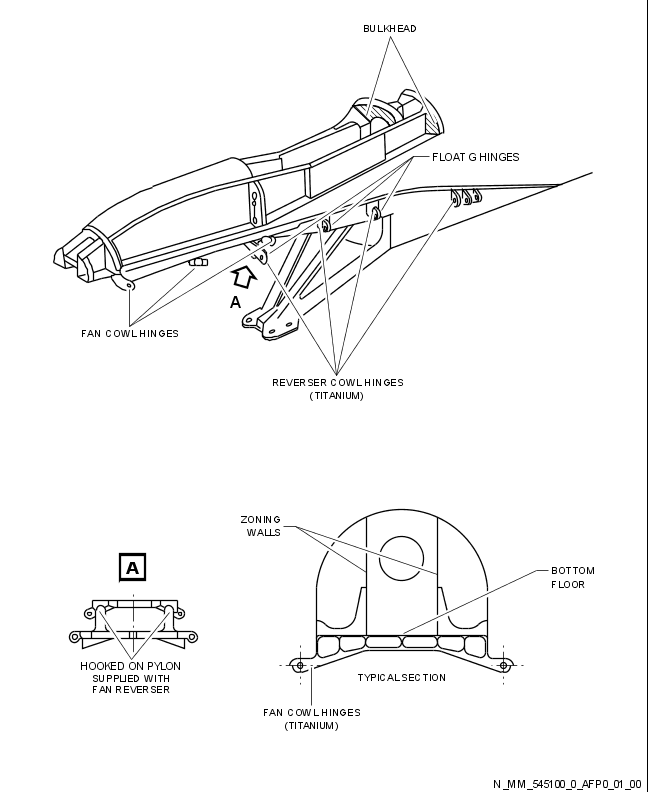 BULKHEAD
FLOATG HINGES
A
FAN COWL HINGES
REVERSER COWL HINGES
(TITANIUM)
ZONING
WALLS
A
BOTTOM
FLOOR
HOOKED ON PYLON
SUPPLIED WITH
FAN REVERSER
TYPICAL SECTION
FAN COWL HINGES
(TITANIUM)
N_MM_545100_0_AFP0_01_00